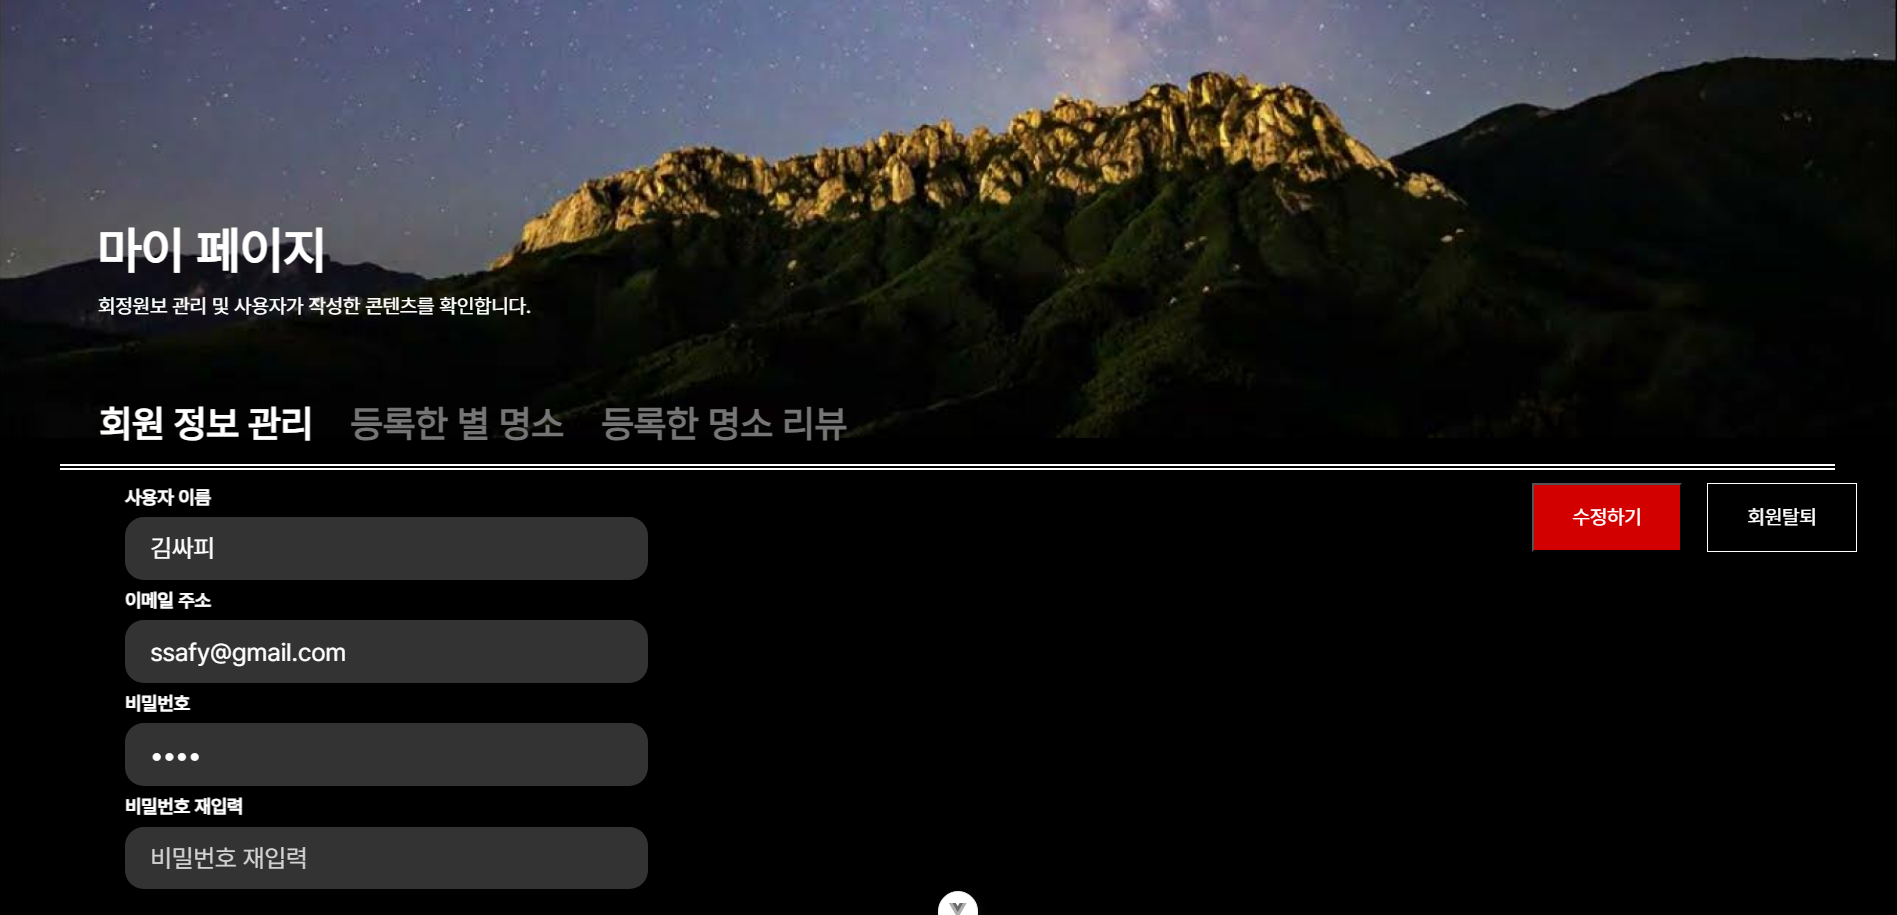 마이 페이지
회정원보 관리 및 사용자가 작성한 콘텐츠를 확인합니다.
회원 정보 관리 등록한 별 명소 등록한 명소 리뷰
사용자 이름
수정하기 회원탈퇴
김싸피
이메일 주소
ssafy@gmail.com
비밀번호
••••
비밀번호 재입력
비밀번호 재입력